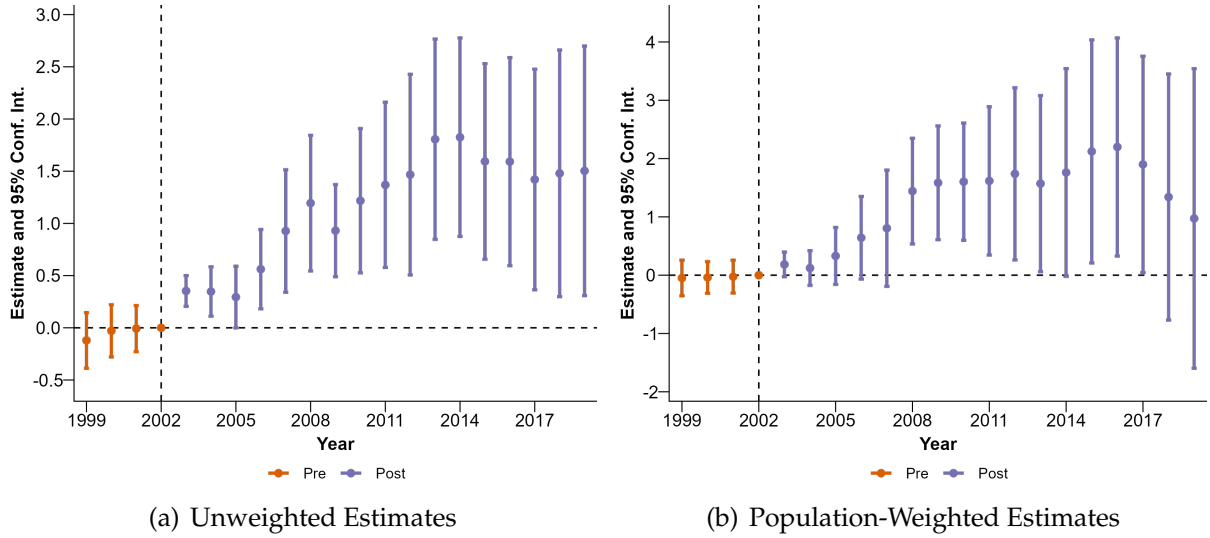 Estimate and 95% Conf. Int.
3.0
2.5
2.0
1.5
1.0
0.5
0.0
-0.5
1999 2002 2005 2008 2011 2014 2017
Year
Pre Post
(a) Unweighted Estimates
Estimate and 95% Conf. Int.
4
3
2
1
0
-1
-2
1999 2002 2005 2008 2011 2014 2017
Year
Pre Post
(b) Population-Weighted Estimates